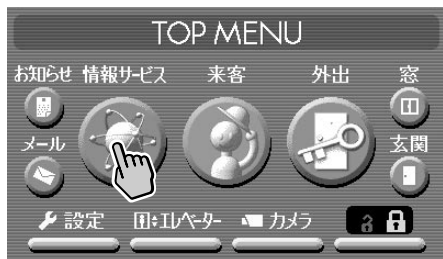 TOP MENU
お知らせ 情報サービス 来客 外出 窓
メール 玄関
設定 エレベーター カメラ